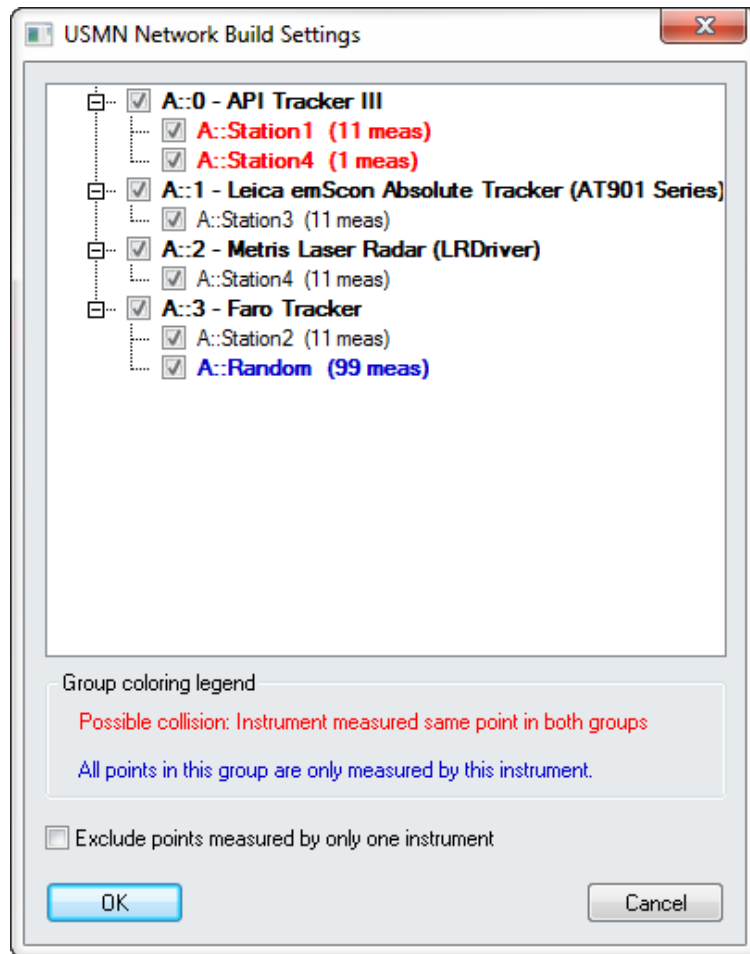 USMN Network Build Settings
A::0 - API Tracker III
A::Station1 (11 meas)
A::Station4 (1 meas)
A::1 - Leica emScon Absolute Tracker (AT901 Series)
A::Station3 (11 meas)
A::2 - Metris Laser Radar (LRDriver)
A::Station4 (11 meas)
A::3 - Faro Tracker
A::Station2 (11 meas)
A::Random (99 meas)
Group coloring legend
Possible collision: Instrument measured same point in both groups
All points in this group are only measured by this instrument.
Exclude points measured by only one instrument
OK
Cancel